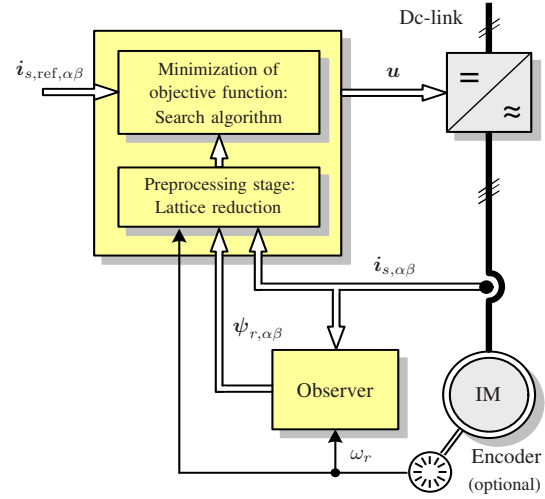 Dc-link
i_{s,ref,αβ}
Minimization of
objective function:
Search algorithm
u
=
≈
Preprocessing stage:
Lattice reduction
i_{s,αβ}
ψ_{r,αβ}
Observer
IM
ω_r
Encoder
(optional)